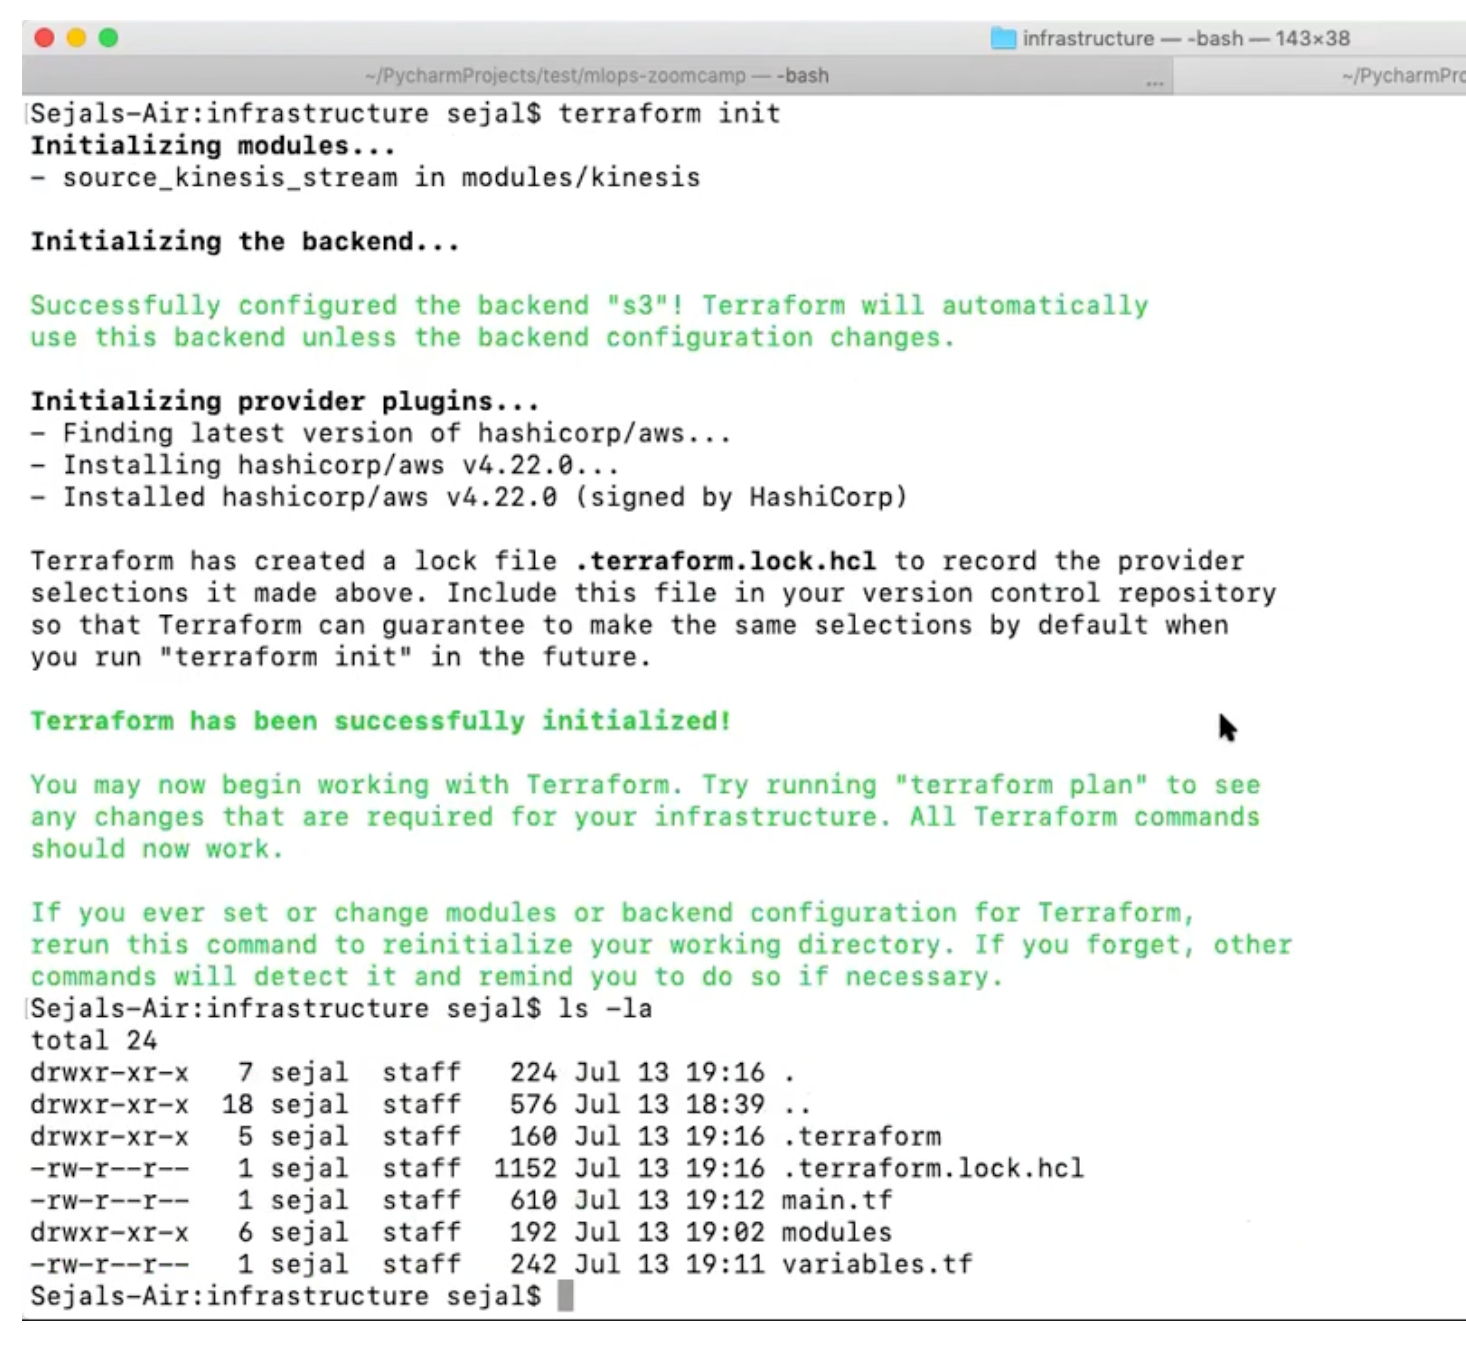 infrastructure — -bash — 143×38
~/PycharmProjects/test/mlops-zoomcamp — -bash ... ~/PycharmPro
Sejals-Air:infrastructure sejal$ terraform init
Initializing modules...
- source_kinesis_stream in modules/kinesis
Initializing the backend...
Successfully configured the backend "s3"! Terraform will automatically
use this backend unless the backend configuration changes.
Initializing provider plugins...
- Finding latest version of hashicorp/aws...
- Installing hashicorp/aws v4.22.0...
- Installed hashicorp/aws v4.22.0 (signed by HashiCorp)
Terraform has created a lock file .terraform.lock.hcl to record the provider
selections it made above. Include this file in your version control repository
so that Terraform can guarantee to make the same selections by default when
you run "terraform init" in the future.
Terraform has been successfully initialized!
You may now begin working with Terraform. Try running "terraform plan" to see
any changes that are required for your infrastructure. All Terraform commands
should now work.
If you ever set or change modules or backend configuration for Terraform,
rerun this command to reinitialize your working directory. If you forget, other
commands will detect it and remind you to do so if necessary.
Sejals-Air:infrastructure sejal$ ls -la
total 24
drwxr-xr-x   7 sejal  staff   224 Jul 13 19:16 .
drwxr-xr-x  18 sejal  staff   576 Jul 13 18:39 ..
drwxr-xr-x   5 sejal  staff   160 Jul 13 19:16 .terraform
-rw-r--r--   1 sejal  staff  1152 Jul 13 19:16 .terraform.lock.hcl
-rw-r--r--   1 sejal  staff   610 Jul 13 19:12 main.tf
drwxr-xr-x   6 sejal  staff   192 Jul 13 19:02 modules
-rw-r--r--   1 sejal  staff   242 Jul 13 19:11 variables.tf
Sejals-Air:infrastructure sejal$